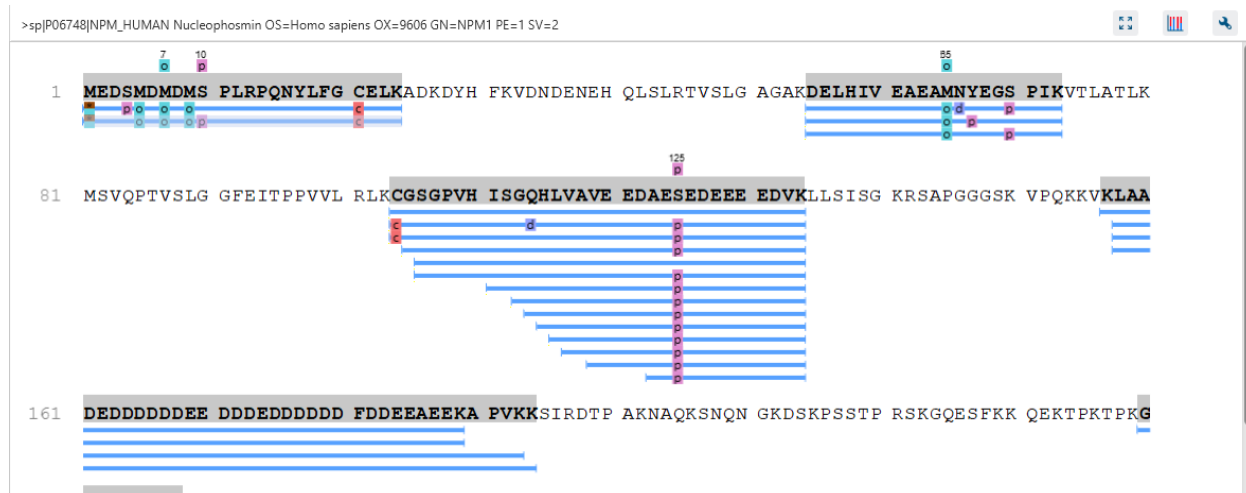 >sp|P06748|NPM_HUMAN Nucleophosmin OS=Homo sapiens OX=9606 GN=NPM1 PE=1 SV=2
7 10 55
o p o
1 MEDSMDMDMS PLRPQNYLFG CELKADKDYH FKVDNDENEH QLSLRTVSLG AGAKDELHIV EAEAMNYEGS PIKVTLATLK
* p o o o c o d p
* o o o p c o p
o p
125
p
81 MSVQPTVSLG GFEITPPVVL RLKCGSGPVH ISGQHLVAVE EDAESEDEEE EDVKLLSISG KRSAPGGGSK VPQKKVKLAA
c d p
c p
p
p
p
p
p
p
p
p
p
p
161 DEDDDDDDEE DDDEDDDDDD FDDEEAEEKA PVKKSIRDTP AKNAQKSNQN GKDSKPSSTP RSKGQESFKK QEKTPKTPKG